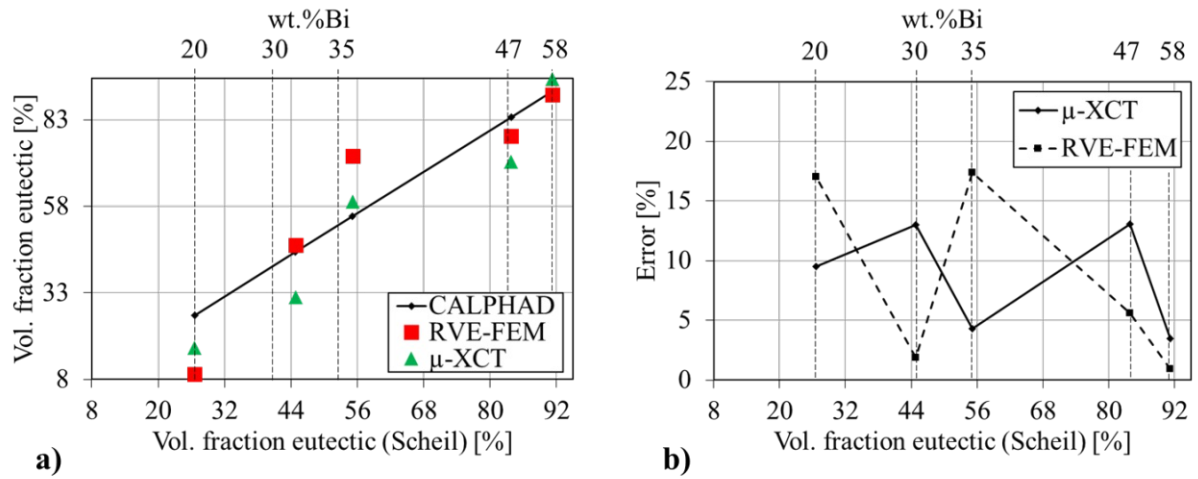 wt.%Bi
20 30 35 47 58
Vol. fraction eutectic [%]
83
58
33
8
CALPHAD
RVE-FEM
μ-XCT
8 20 32 44 56 68 80 92
Vol. fraction eutectic (Scheil) [%]
a)
wt.%Bi
20 30 35 47 58
Error [%]
25
20
15
10
5
0
μ-XCT
RVE-FEM
8 20 32 44 56 68 80 92
Vol. fraction eutectic (Scheil) [%]
b)